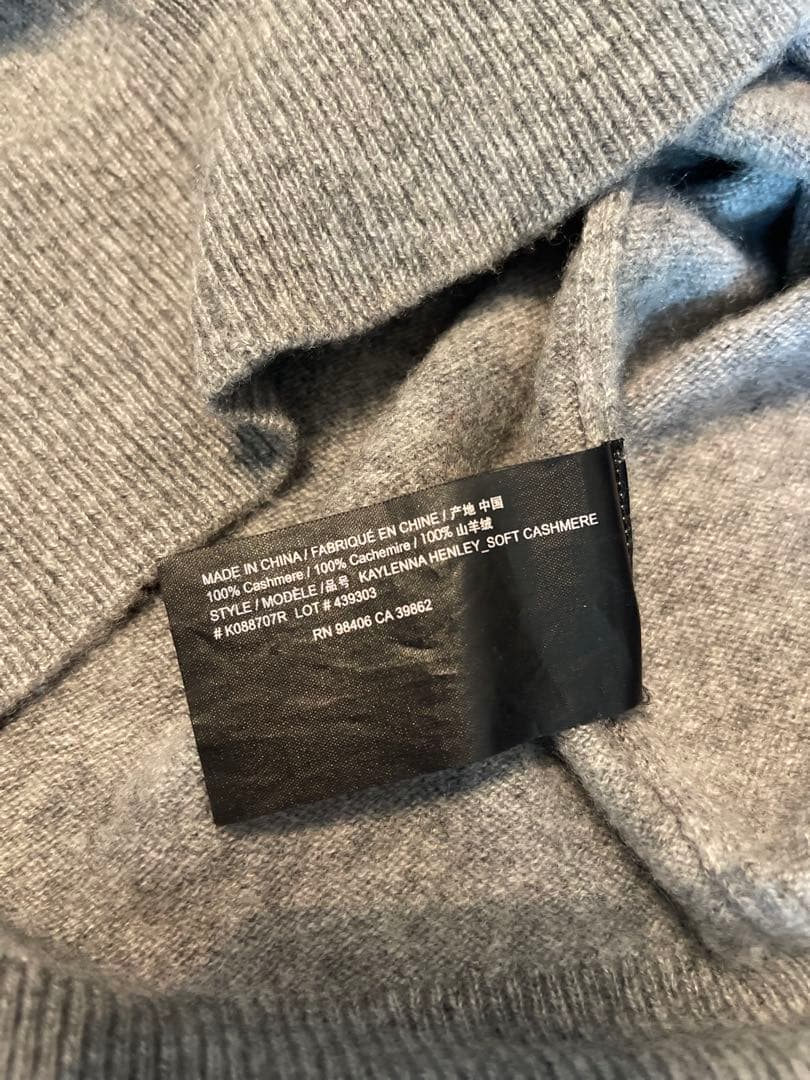 MADE IN CHINA / FABRIQUÉ EN CHINE / 产地 中国
100% Cashmere / 100% Cachemire / 100% 山羊绒
STYLE / MODÈLE /品号 KAYLENNA HENLEY_SOFT CASHMERE
# K088707R LOT # 439303
RN 98406 CA 39862